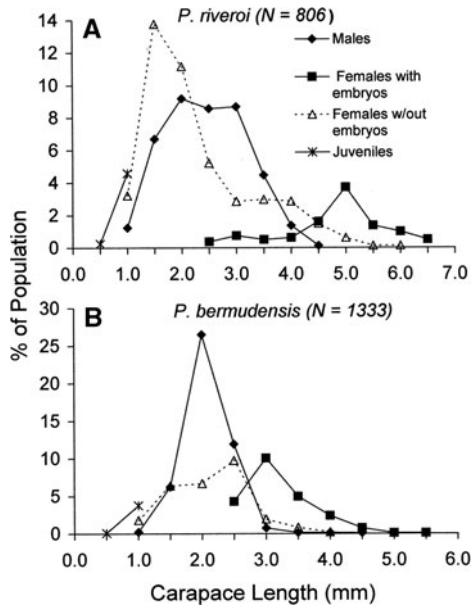 A
P. riveroi (N = 806)
Males
Females with
embryos
Females w/out
embryos
Juveniles
14
12
10
8
6
4
2
0
0.0 1.0 2.0 3.0 4.0 5.0 6.0 7.0
% of Population
B
P. bermudensis (N = 1333)
30
25
20
15
10
5
0
0.0 1.0 2.0 3.0 4.0 5.0 6.0
Carapace Length (mm)